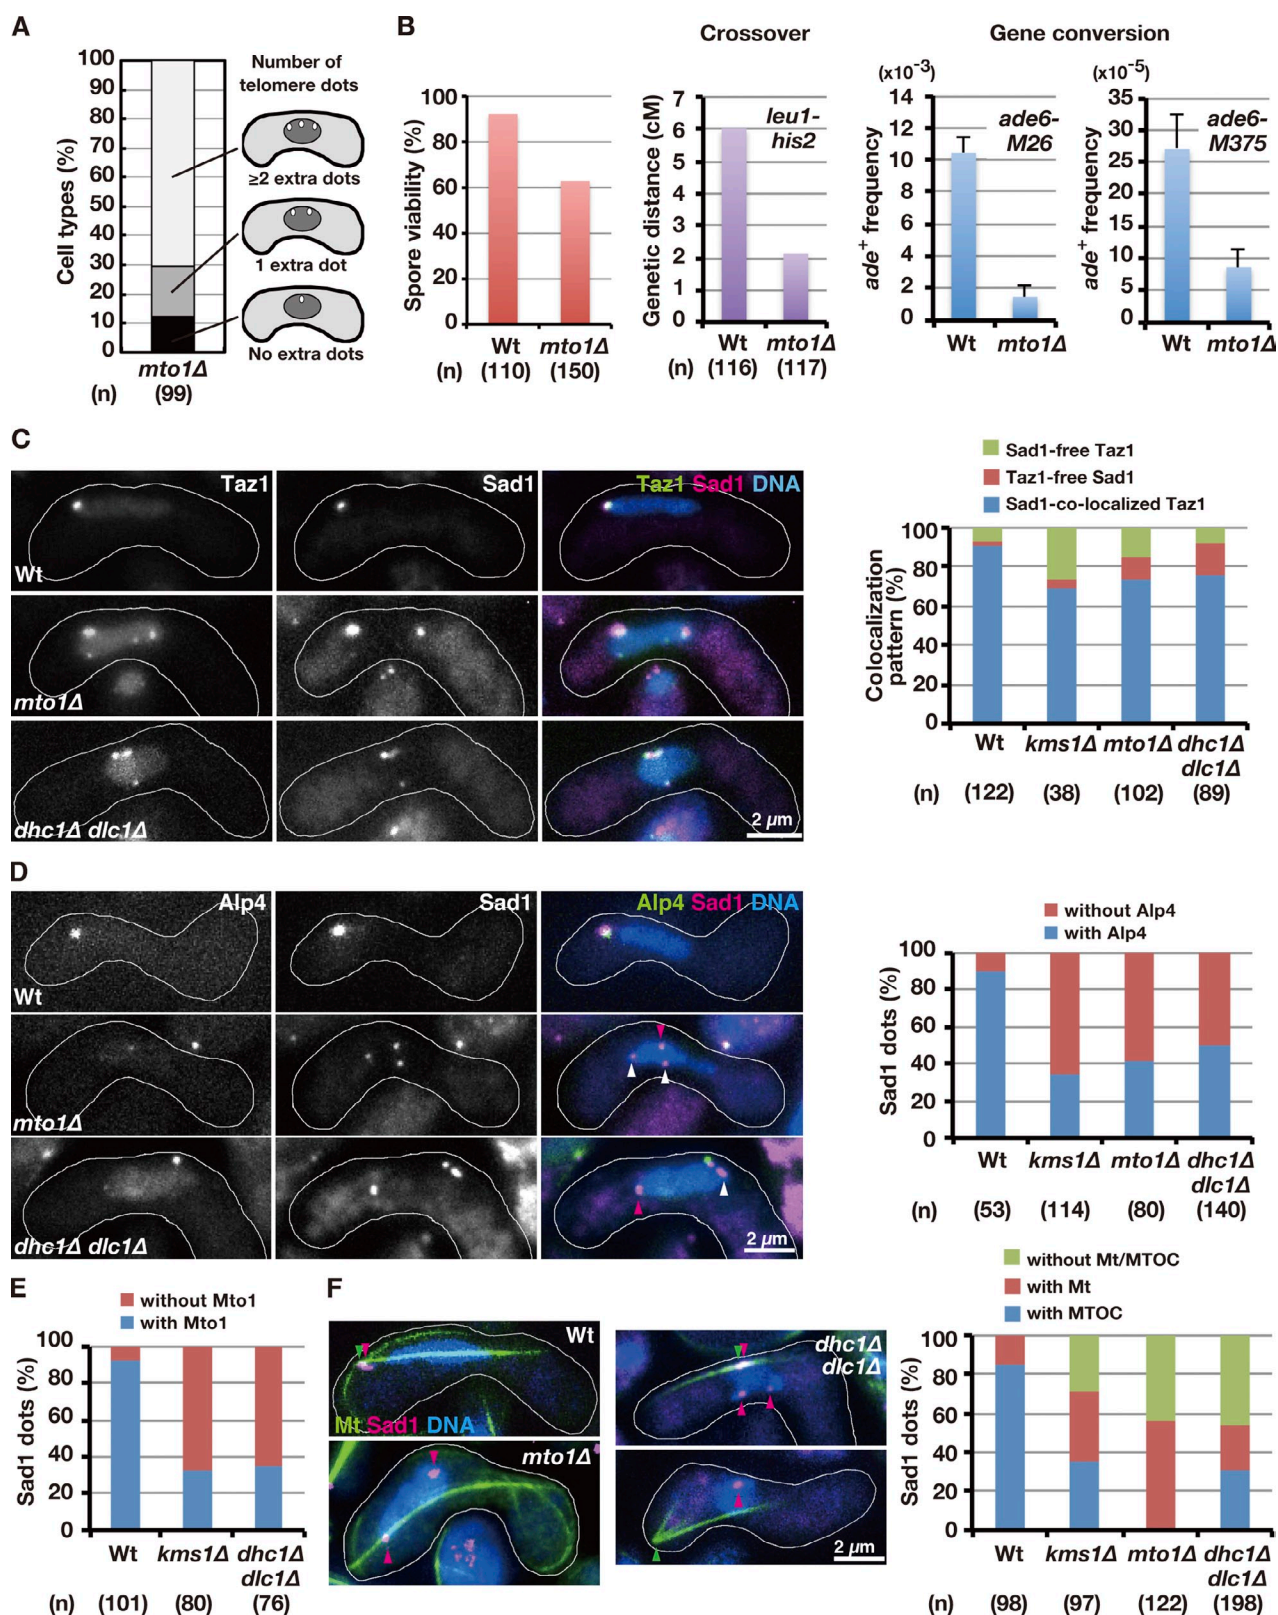 A
100
90
80
70
60
50
40
30
20
10
0
Cell types (%)
Number of
telomere dots
≥2 extra dots
1 extra dot
No extra dots
mto1Δ
(n) (99)
B
100
80
60
40
20
0
Spore viability (%)
Wt mto1Δ
(n) (110) (150)
Crossover
7
6
5
4
3
2
1
0
Genetic distance (cM)
leu1-
his2
Wt mto1Δ
(n) (116) (117)
Gene conversion
(x10-3)
14
12
10
8
6
4
2
0
ade+ frequency
ade6-
M26
Wt mto1Δ
(x10-5)
35
30
25
20
15
10
5
0
ade+ frequency
ade6-
M375
Wt mto1Δ
C
Taz1 Sad1 Taz1 Sad1 DNA
Wt
mto1Δ
dhc1Δ dlc1Δ
2 µm
Sad1-free Taz1
Taz1-free Sad1
Sad1-co-localized Taz1
100
80
60
40
20
0
Colocalization
pattern (%)
Wt kms1Δ mto1Δ dhc1Δ
dlc1Δ
(n) (122) (38) (102) (89)
D
Alp4 Sad1 Alp4 Sad1 DNA
Wt
mto1Δ
dhc1Δ dlc1Δ
2 µm
without Alp4
with Alp4
100
80
60
40
20
0
Sad1 dots (%)
Wt kms1Δ mto1Δ dhc1Δ
dlc1Δ
(n) (53) (114) (80) (140)
E
without Mto1
with Mto1
100
80
60
40
20
0
Sad1 dots (%)
Wt kms1Δ dhc1Δ
dlc1Δ
(n) (101) (80) (76)
F
Wt
Mt Sad1 DNA
mto1Δ
dhc1Δ
dlc1Δ
2 µm
without Mt/MTOC
with Mt
with MTOC
100
80
60
40
20
0
Sad1 dots (%)
Wt kms1Δ mto1Δ dhc1Δ
dlc1Δ
(n) (98) (97) (122) (198)